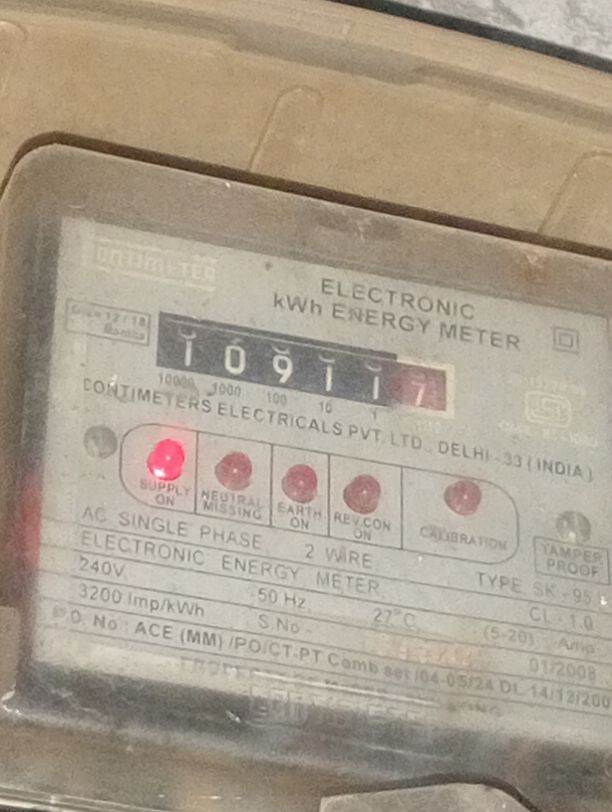 ELECTRONIC
kWh ENERGY METER
1 0 9 1 1 7
10000 1000 100 10 1
CONTIMETERS ELECTRICALS PVT. LTD., DELHI - 33 (INDIA)
SUPPLY ON
NEUTRAL MISSING
EARTH ON
REV.CON ON
CALIBRATION
TAMPER PROOF
AC SINGLE PHASE 2 WIRE TYPE SK - 95
ELECTRONIC ENERGY METER CL - 1.0
240V 50 Hz. 27°C (5-20) Amp
3200 Imp/kWh S.No - 01/2008
P.O. No : ACE (MM) /PO/CT-PT Comb set /04-05/24 Dt. 14/12/200